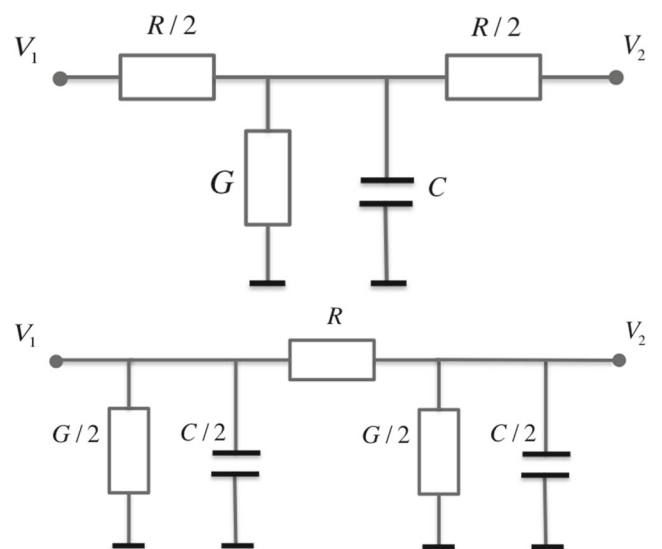 R/2 R/2
V₁ V₂
G C
R
V₁ V₂
G/2 C/2 G/2 C/2